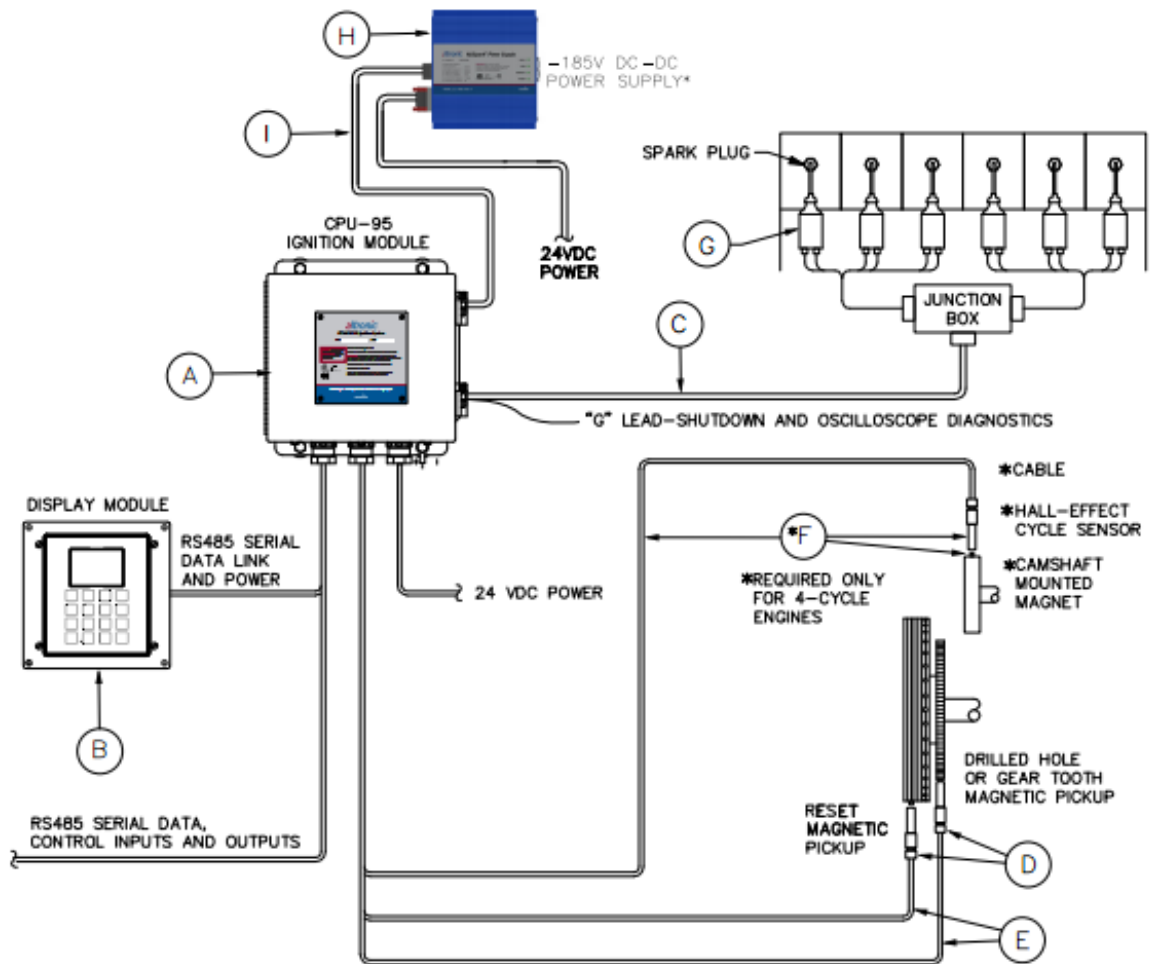 H
-185V DC-DC
POWER SUPPLY*
I
SPARK PLUG
CPU-95
IGNITION MODULE
24VDC
POWER
G
JUNCTION
BOX
C
A
altronic
"G" LEAD-SHUTDOWN AND OSCILLOSCOPE DIAGNOSTICS
*CABLE
DISPLAY MODULE
*HALL-EFFECT
CYCLE SENSOR
RS485 SERIAL
DATA LINK
AND POWER
*F
*CAMSHAFT
MOUNTED
MAGNET
24 VDC POWER
*REQUIRED ONLY
FOR 4-CYCLE
ENGINES
B
DRILLED HOLE
OR GEAR TOOTH
MAGNETIC PICKUP
RESET
MAGNETIC
PICKUP
RS485 SERIAL DATA,
CONTROL INPUTS AND OUTPUTS
D
E